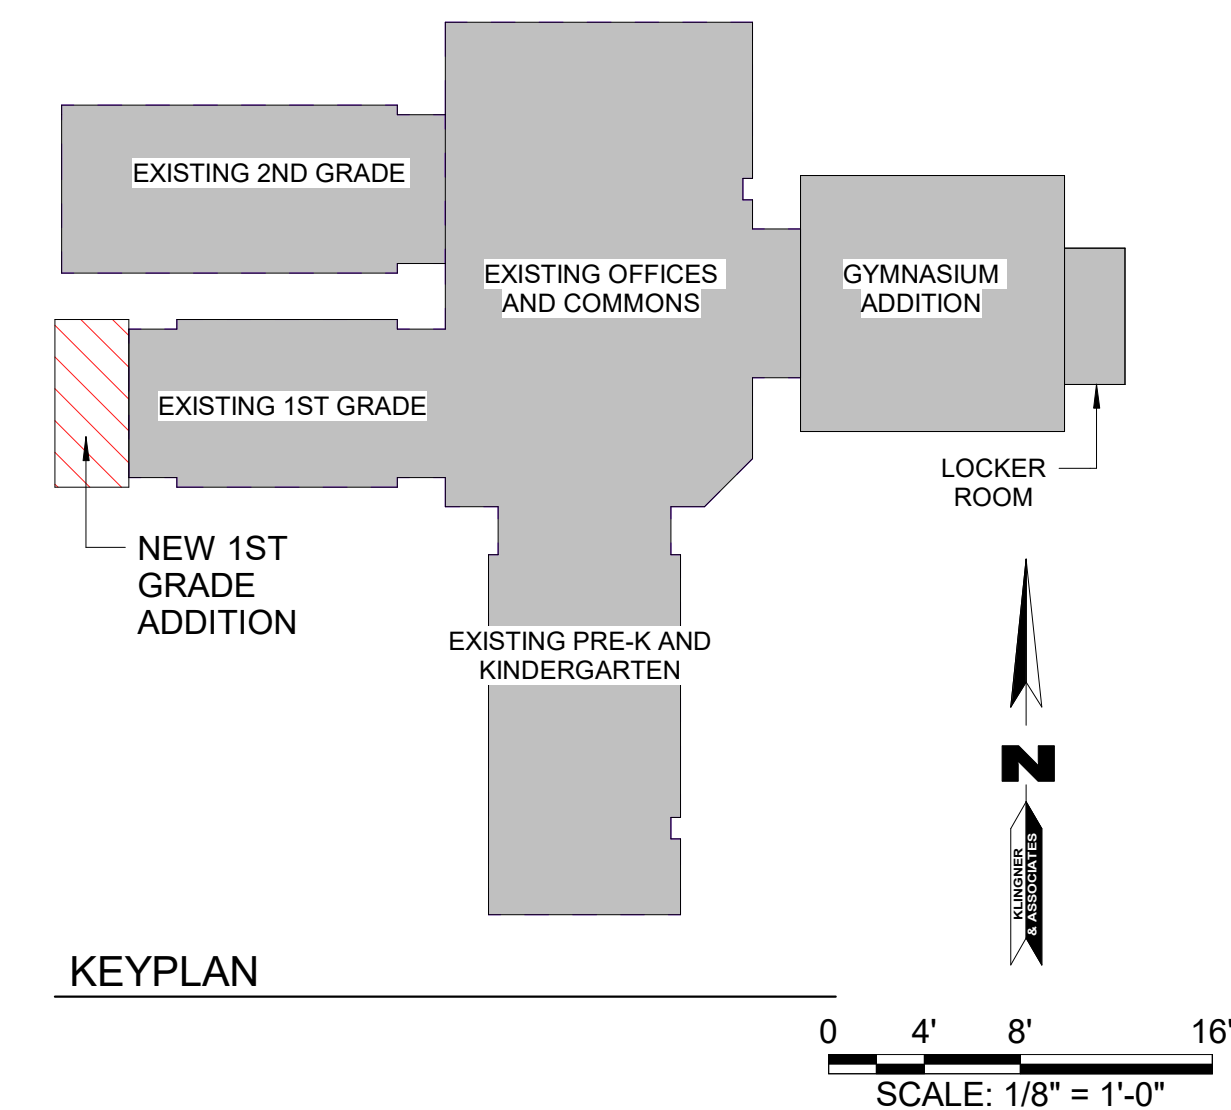 EXISTING 2ND GRADE
EXISTING OFFICES
AND COMMONS
GYMNASIUM
ADDITION
EXISTING 1ST GRADE
LOCKER
ROOM
NEW 1ST
GRADE
ADDITION
EXISTING PRE-K AND
KINDERGARTEN
N
KLINGNER
& ASSOCIATES
KEYPLAN
0 4' 8' 16'
SCALE: 1/8" = 1'-0"